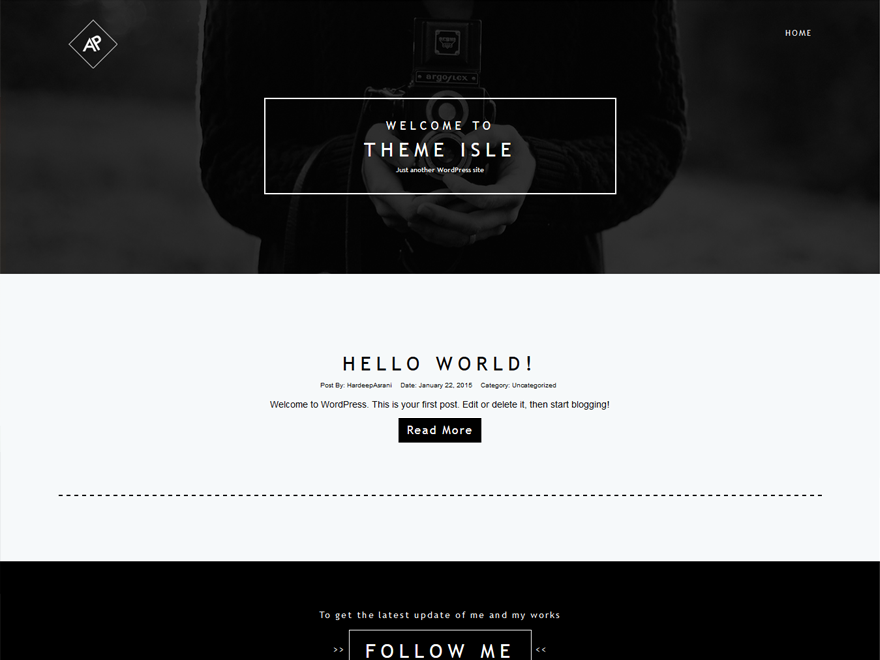 AP
HOME
argoflex
WELCOME TO
THEME ISLE
Just another WordPress site
HELLO WORLD!
Post By: HardeepAsrani Date: January 22, 2015 Category: Uncategorized
Welcome to WordPress. This is your first post. Edit or delete it, then start blogging!
Read More
To get the latest update of me and my works
>> FOLLOW ME <<